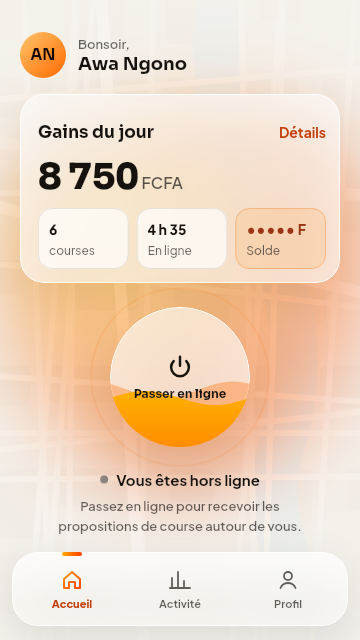 AN
Bonsoir,
Awa Ngono
Gains du jour
Détails
8 750 FCFA
6
courses
4 h 35
En ligne
●●●●● F
Solde
Passer en ligne
Vous êtes hors ligne
Passez en ligne pour recevoir les
propositions de course autour de vous.
Accueil
Activité
Profil